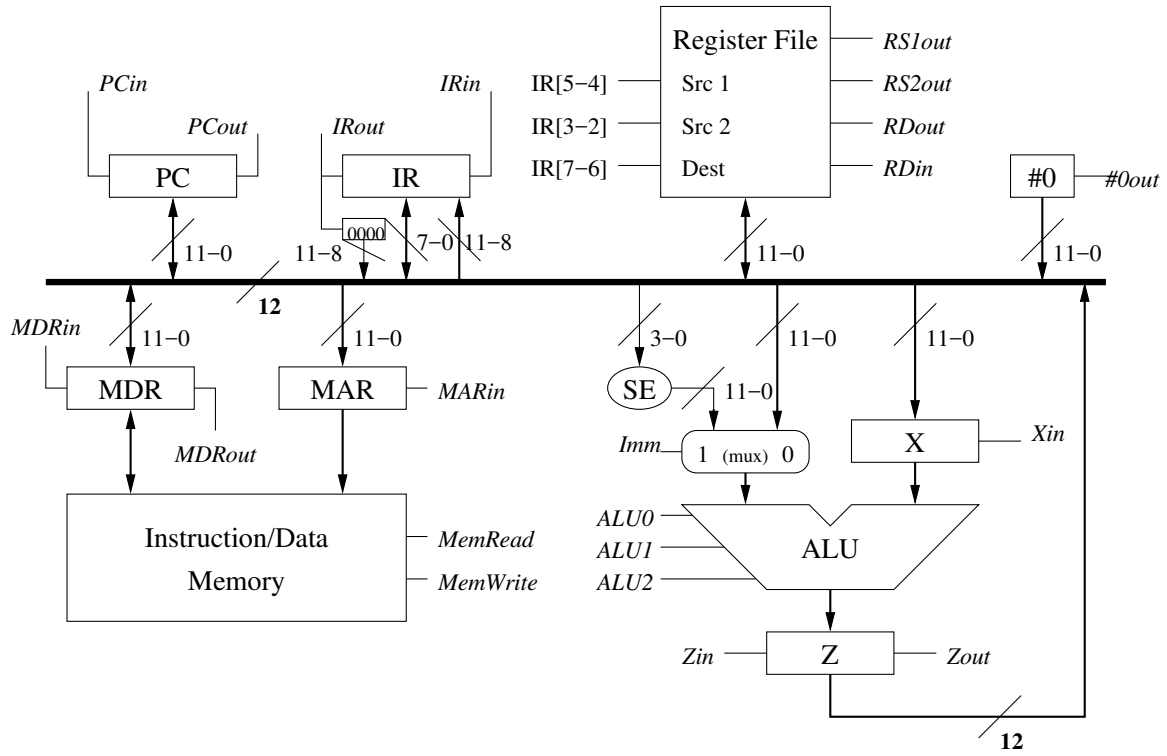 Register File
RS1out
PCin
IRin
IR[5−4]
Src 1
RS2out
PCout
IRout
IR[3−2]
Src 2
RDout
PC
IR
IR[7−6]
Dest
RDin
#0
#0out
0000
11−0
11−8
7−0
11−8
11−0
11−0
12
MDRin
11−0
11−0
3−0
11−0
11−0
MDR
MAR
MARin
SE
11−0
MDRout
Imm
1 (mux) 0
X
Xin
Instruction/Data
Memory
MemRead
MemWrite
ALU0
ALU1
ALU2
ALU
Zin
Z
Zout
12